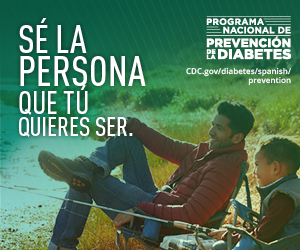 SÉ LA
PERSONA
QUE TÚ
QUIERES SER.
PROGRAMA
NACIONAL DE
PREVENCIÓN
DE LA DIABETES
CDC.gov/diabetes/spanish/
prevention